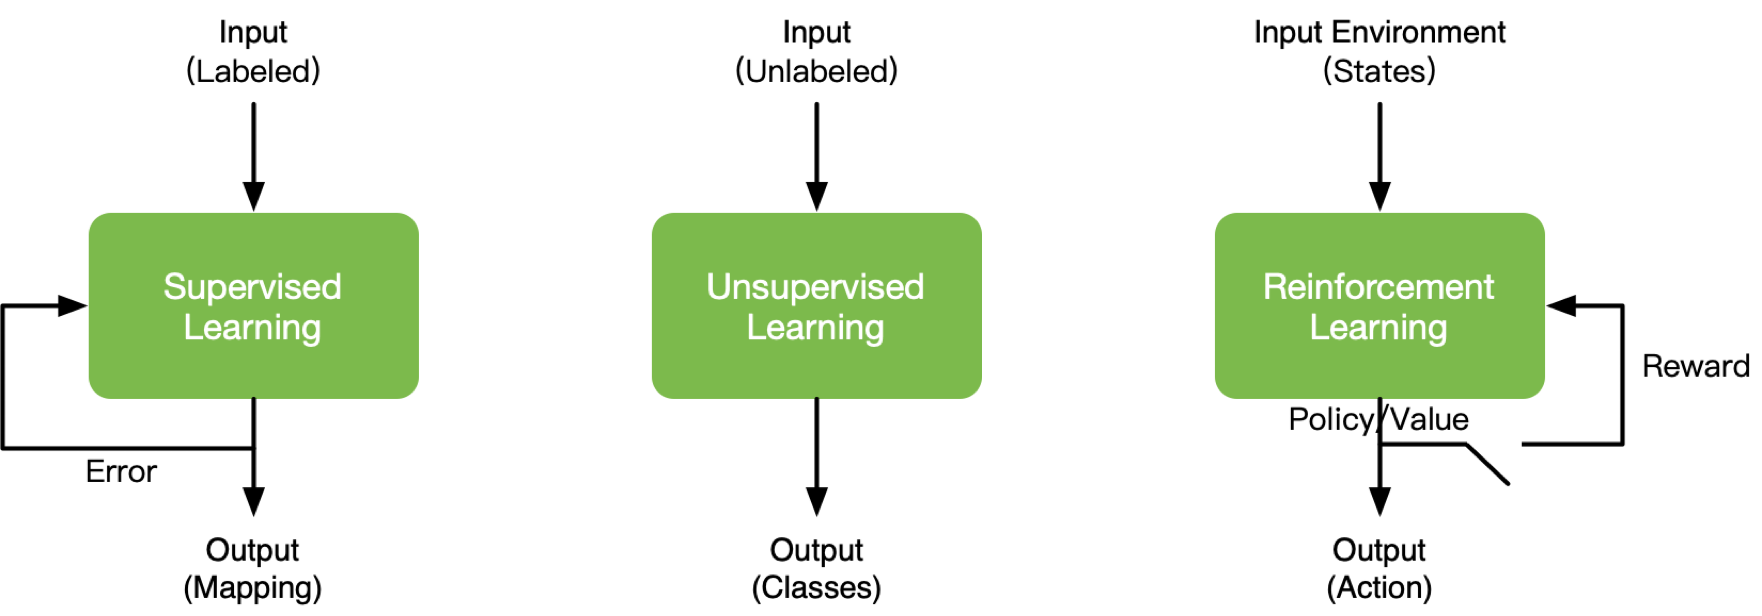 Input
(Labeled)
Supervised
Learning
Error
Output
(Mapping)
Input
(Unlabeled)
Unsupervised
Learning
Output
(Classes)
Input Environment
(States)
Reinforcement
Learning
Reward
Policy/Value
Output
(Action)